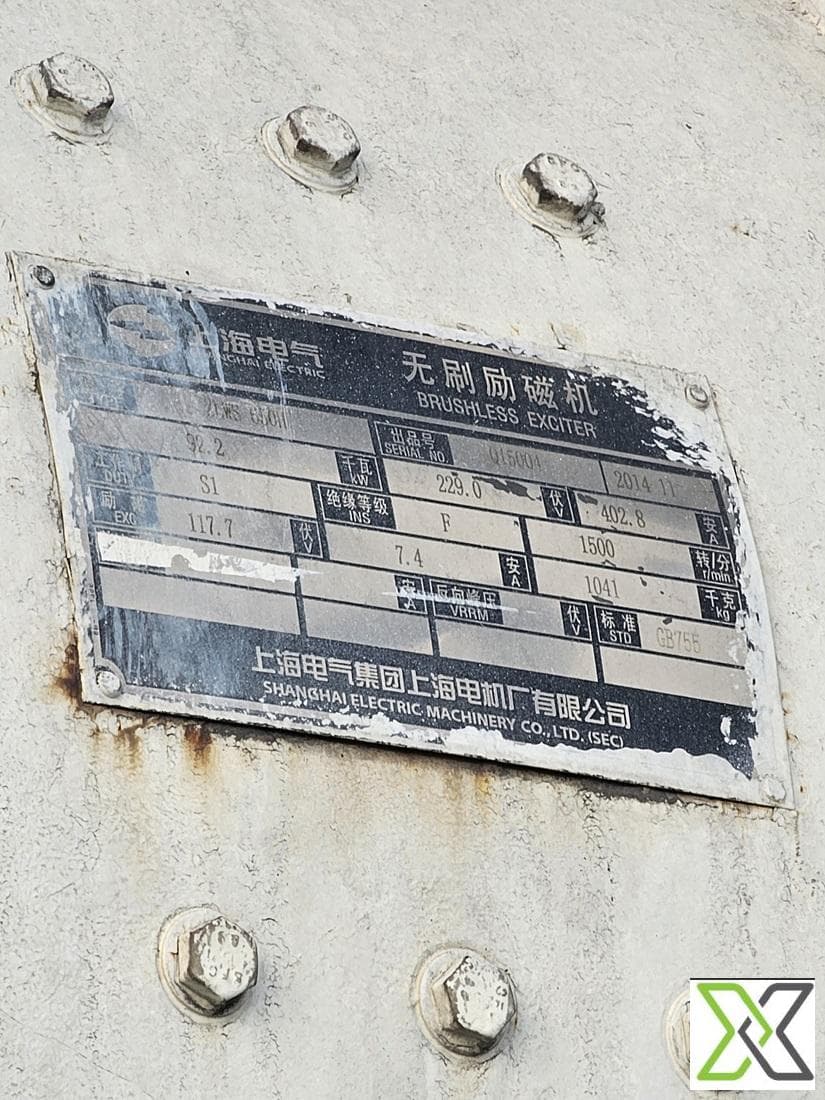 上海电气 无刷励磁机
SHANGHAI ELECTRIC BRUSHLESS EXCITER
TYPE 出品号 SERIAL NO. 2014 11
92.2 千瓦 kW 229.0 伏 V 402.8 安 A
DUTY S1 绝缘等级 INS F 1500 转/分 r/min
励磁 EXC 117.7 伏 V 7.4 安 A 1041 千克 kg
安 A 反向峰压 VRRM 伏 V 标准 STD GB755
上海电气集团上海电机厂有限公司
SHANGHAI ELECTRIC MACHINERY CO., LTD. (SEC)